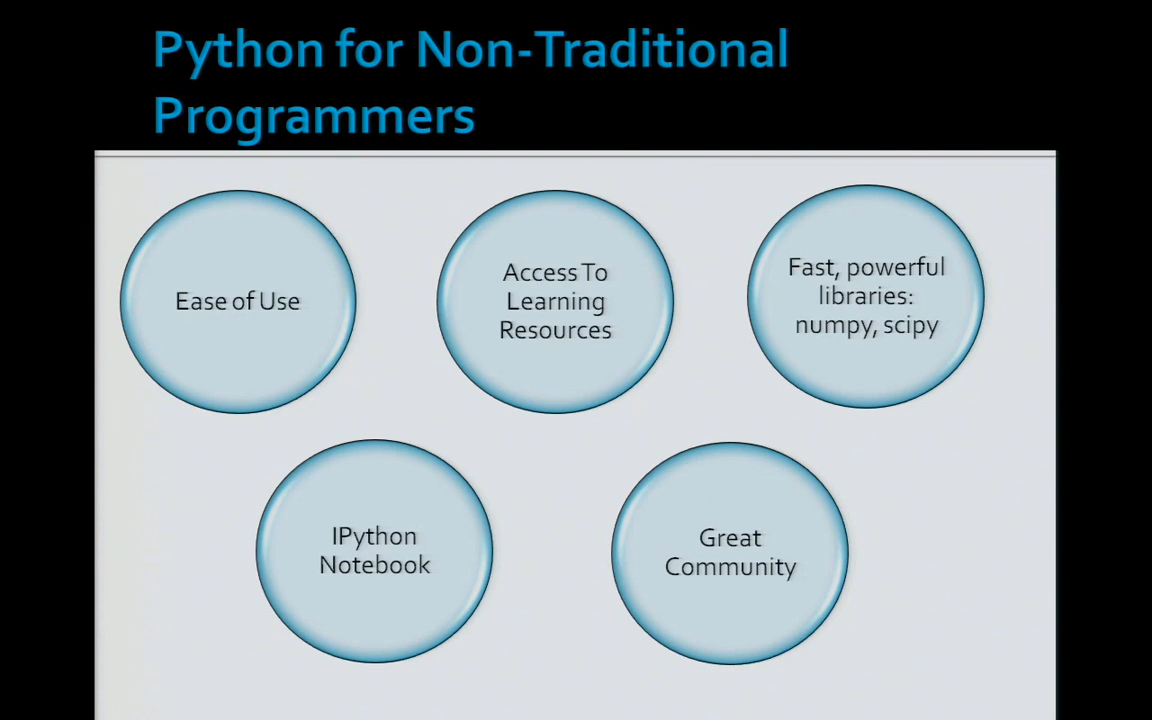 Python for Non-Traditional
Programmers
Ease of Use
Access To
Learning
Resources
Fast, powerful
libraries:
numpy, scipy
IPython
Notebook
Great
Community